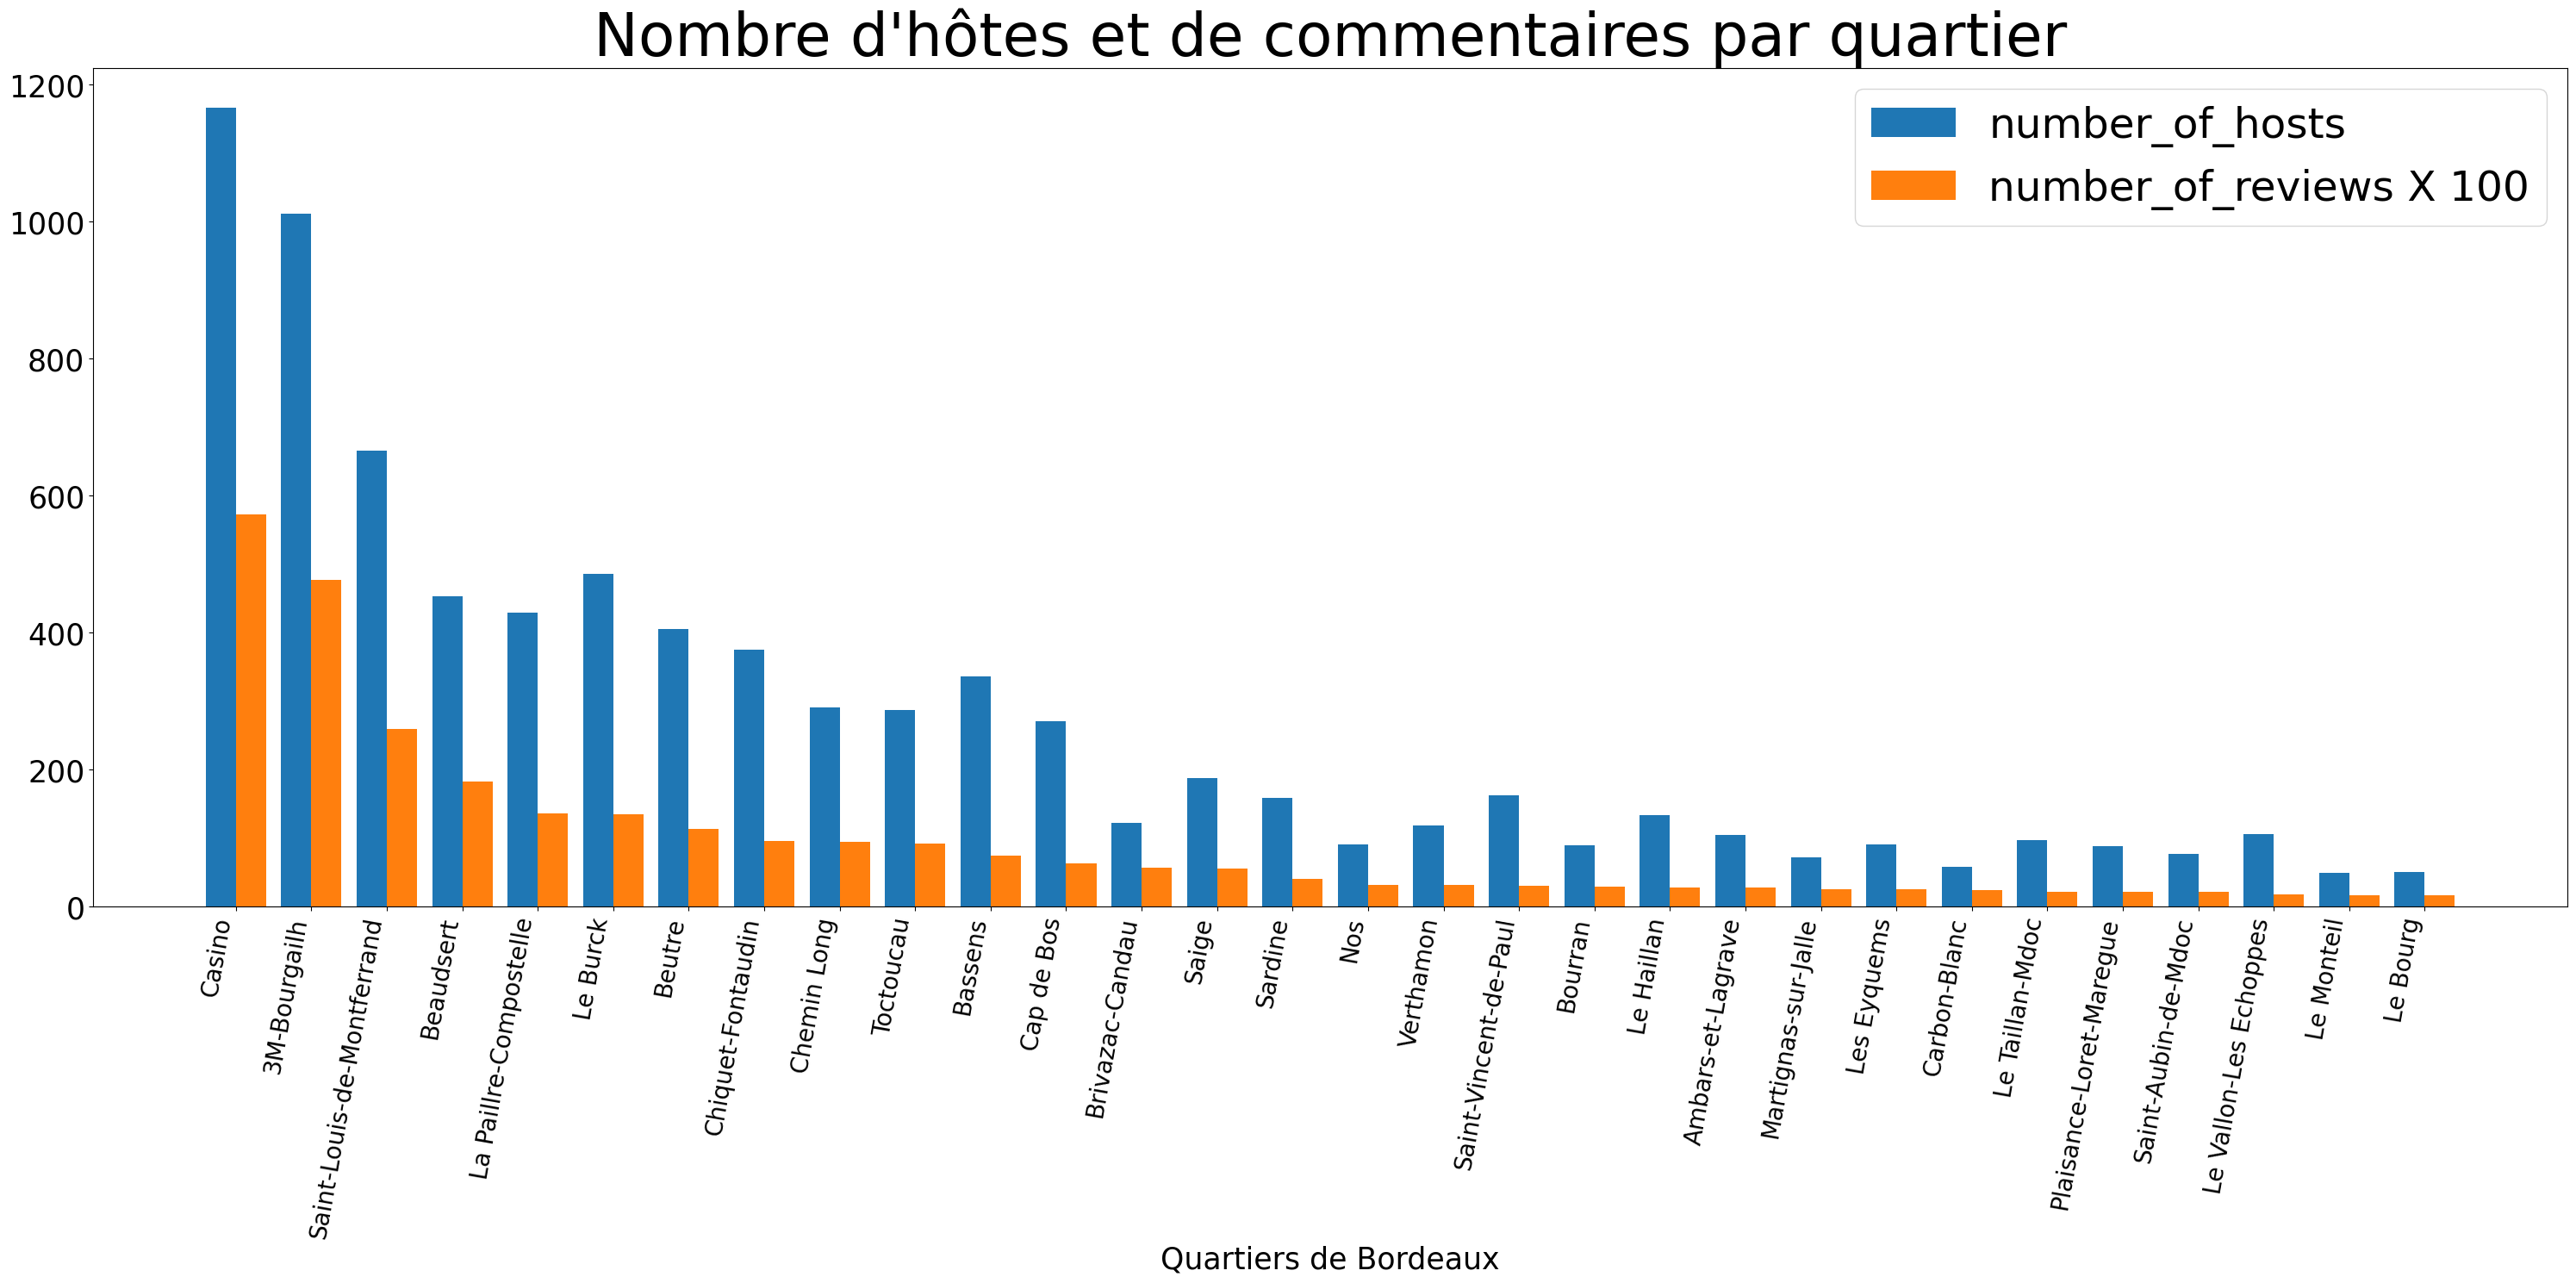 Nombre d'hôtes et de commentaires par quartier
1200
1000
800
600
400
200
0
number_of_hosts
number_of_reviews X 100
Casino
3M-Bourgailh
Saint-Louis-de-Montferrand
Beaudsert
La Paillre-Compostelle
Le Burck
Beutre
Chiquet-Fontaudin
Chemin Long
Toctoucau
Bassens
Cap de Bos
Brivazac-Candau
Saige
Sardine
Nos
Verthamon
Saint-Vincent-de-Paul
Bourran
Le Haillan
Ambars-et-Lagrave
Martignas-sur-Jalle
Les Eyquems
Carbon-Blanc
Le Taillan-Mdoc
Plaisance-Loret-Maregue
Saint-Aubin-de-Mdoc
Le Vallon-Les Echoppes
Le Monteil
Le Bourg
Quartiers de Bordeaux